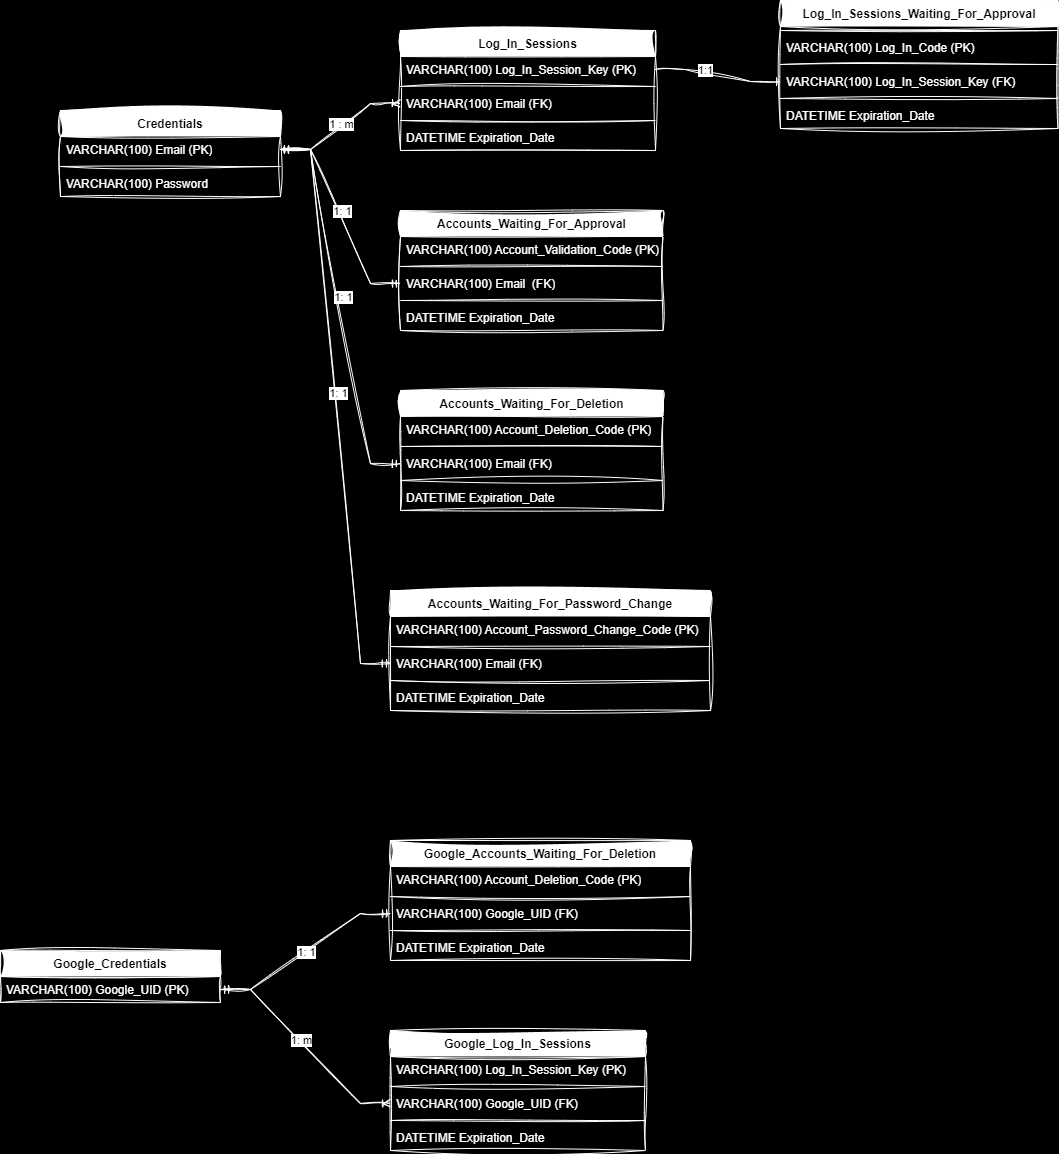 Log_In_Sessions_Waiting_For_Approval
VARCHAR(100) Log_In_Code (PK)
VARCHAR(100) Log_In_Session_Key (FK)
DATETIME Expiration_Date
Log_In_Sessions
VARCHAR(100) Log_In_Session_Key (PK)
VARCHAR(100) Email (FK)
DATETIME Expiration_Date
1:1
Credentials
VARCHAR(100) Email (PK)
VARCHAR(100) Password
1 : m
1: 1
1: 1
1: 1
Accounts_Waiting_For_Approval
VARCHAR(100) Account_Validation_Code (PK)
VARCHAR(100) Email  (FK)
DATETIME Expiration_Date
Accounts_Waiting_For_Deletion
VARCHAR(100) Account_Deletion_Code (PK)
VARCHAR(100) Email (FK)
DATETIME Expiration_Date
Accounts_Waiting_For_Password_Change
VARCHAR(100) Account_Password_Change_Code (PK)
VARCHAR(100) Email (FK)
DATETIME Expiration_Date
Google_Accounts_Waiting_For_Deletion
VARCHAR(100) Account_Deletion_Code (PK)
VARCHAR(100) Google_UID (FK)
DATETIME Expiration_Date
1: 1
Google_Credentials
VARCHAR(100) Google_UID (PK)
1: m
Google_Log_In_Sessions
VARCHAR(100) Log_In_Session_Key (PK)
VARCHAR(100) Google_UID (FK)
DATETIME Expiration_Date